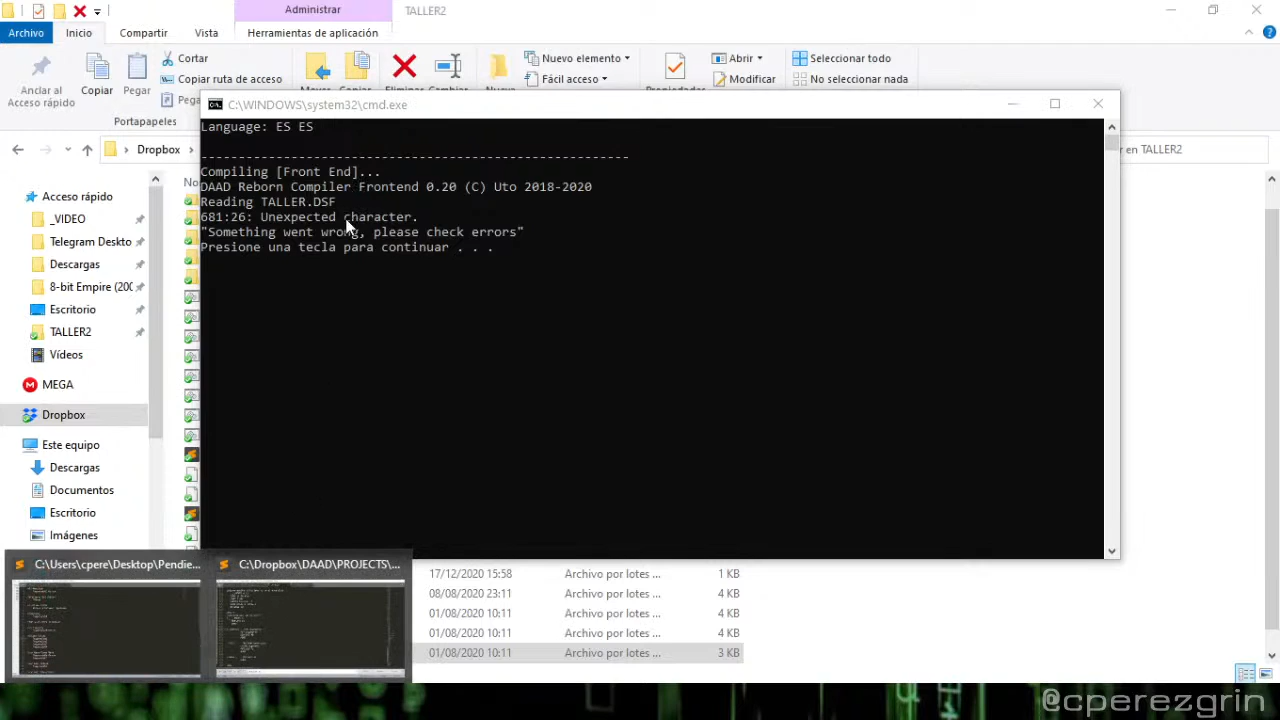 Administrar
TALLER2
Archivo
Inicio
Compartir
Vista
Herramientas de aplicación
Anclar al
Acceso rápido
Copiar
Pegar
Cortar
Copiar ruta de acceso
Portapapeles
Nuevo elemento
Fácil acceso
Abrir
Modificar
Seleccionar todo
No seleccionar nada
C:\WINDOWS\system32\cmd.exe
Language: ES ES
-----------------------------------------------------------
Compiling [Front End]...
DAAD Reborn Compiler Frontend 0.20 (C) Uto 2018-2020
Reading TALLER.DSF
681:26: Unexpected character.
"Something went wrong, please check errors"
Presione una tecla para continuar . . .
Dropbox
en TALLER2
Acceso rápido
_VIDEO
Telegram Deskto
Descargas
8-bit Empire (200
Escritorio
TALLER2
Vídeos
MEGA
Dropbox
Este equipo
Descargas
Documentos
Escritorio
Imágenes
C:\Users\cpere\Desktop\Pendie...
C:\Dropbox\DAAD\PROJECTS\...
17/12/2020 15:58 Archivo por lotes ... 1 KB
08/08/2020 23:11 Archivo por lotes ... 4 KB
01/08/2020 10:11 Archivo por lotes ... 4 KB
01/08/2020 10:11 Archivo por lotes ... 4 KB
01/08/2020 10:11 Archivo por lotes ... 3 KB
@cperezgrin